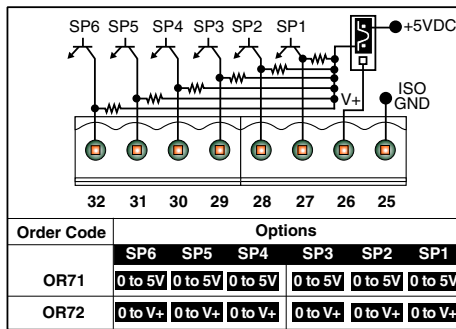 SP6 SP5 SP4 SP3 SP2 SP1
+5VDC
V+
ISO
GND
32 31 30 29 28 27 26 25
Order Code Options
SP6 SP5 SP4 SP3 SP2 SP1
OR71 0 to 5V 0 to 5V 0 to 5V 0 to 5V 0 to 5V 0 to 5V
OR72 0 to V+ 0 to V+ 0 to V+ 0 to V+ 0 to V+ 0 to V+